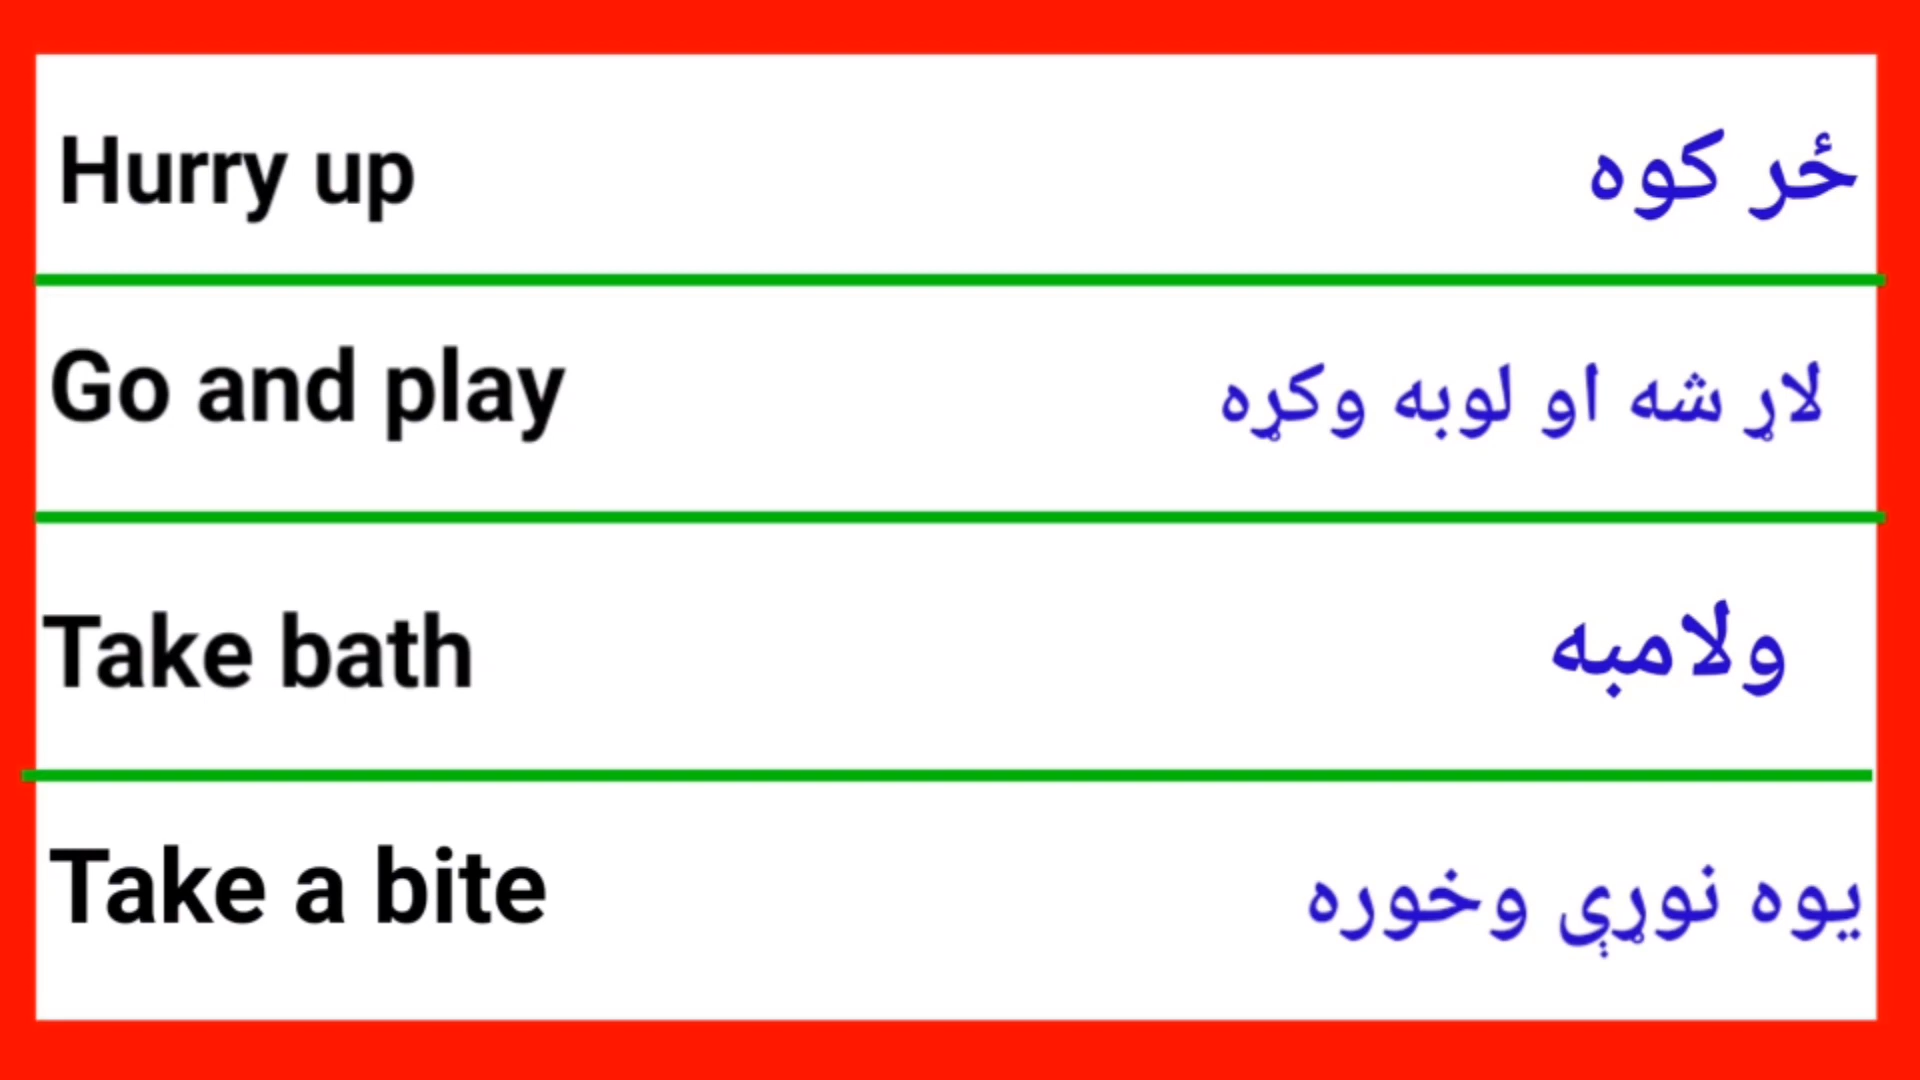 Hurry up ځر کوه
Go and play لاړ شه او لوبه وکړه
Take bath ولامبه
Take a bite یوه نوړې وخوره